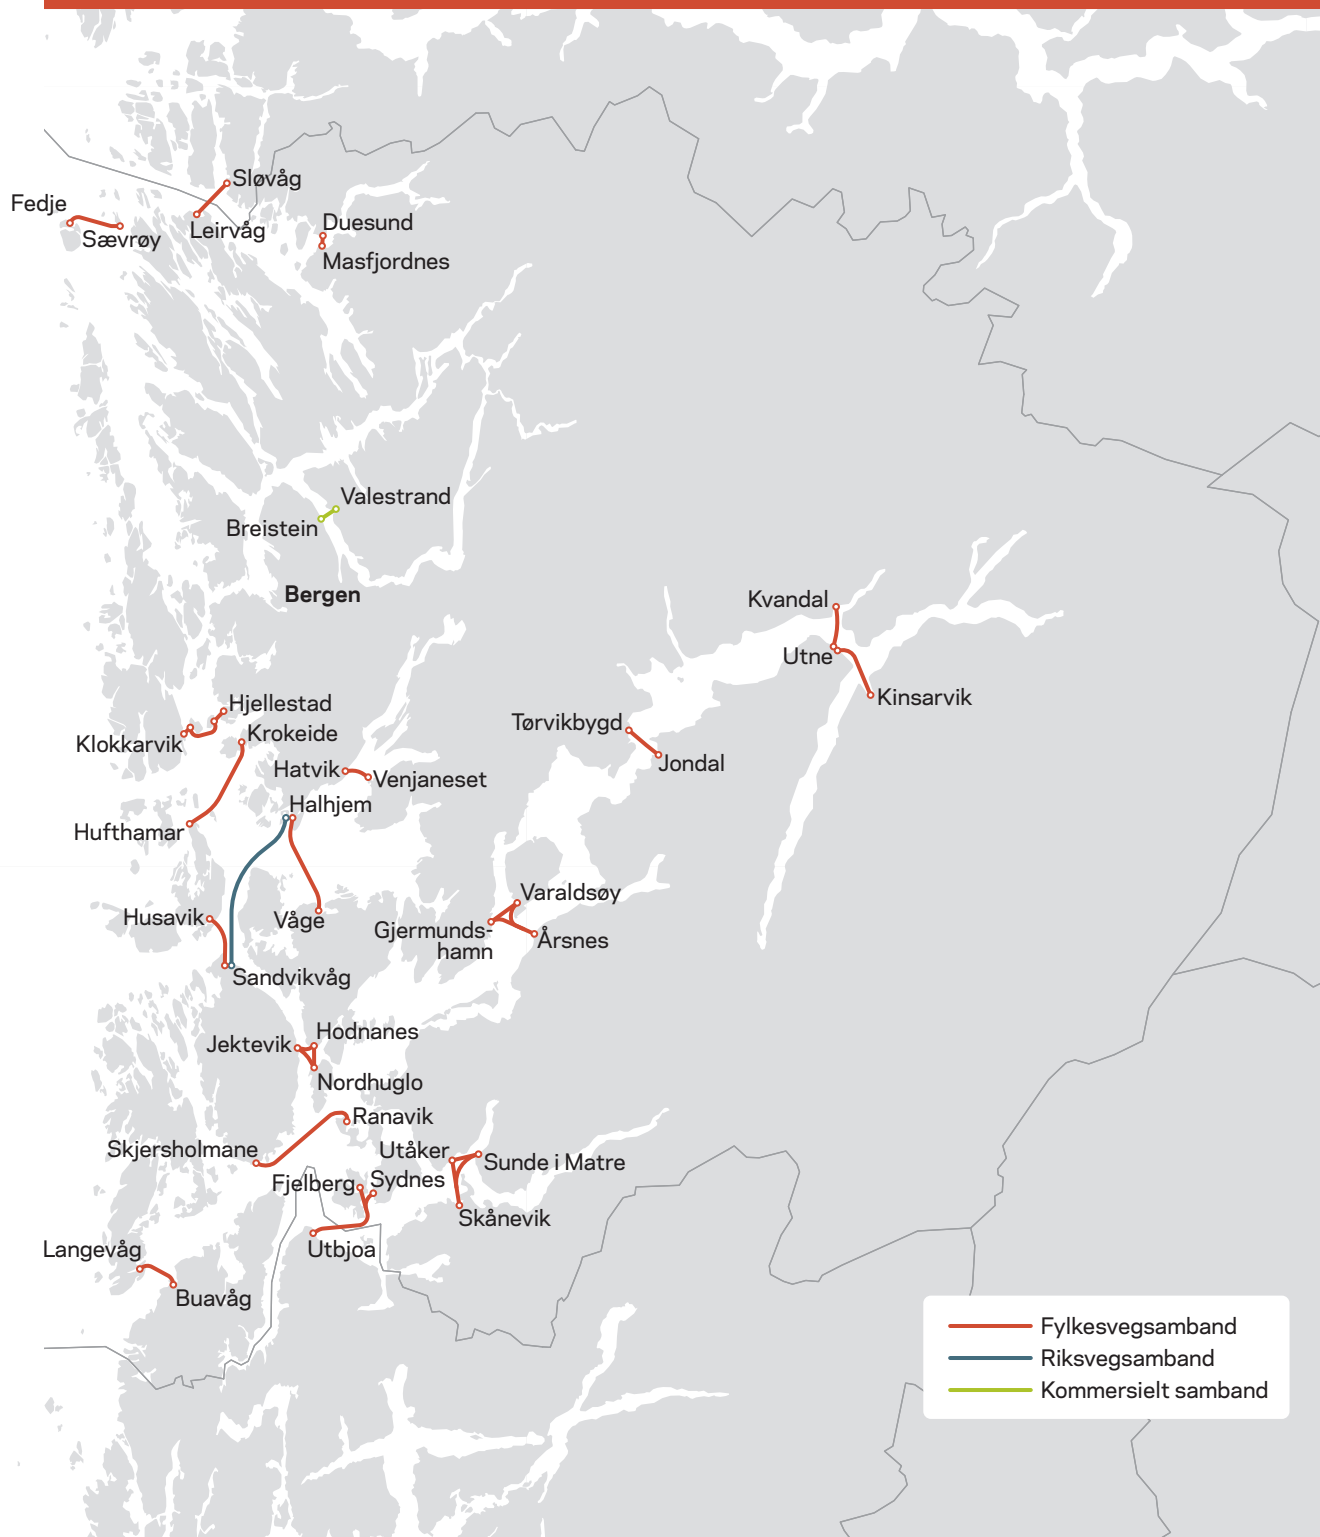 Sløvåg
Fedje
Leirvåg
Sævrøy
Duesund
Masfjordnes
Valestrand
Breistein
Bergen
Kvandal
Utne
Kinsarvik
Hjellestad
Klokkarvik
Krokeide
Tørvikbygd
Jondal
Hatvik
Venjaneset
Halhjem
Hufthamar
Varaldsøy
Husavik
Våge
Gjermunds-
hamn
Årsnes
Sandvikvåg
Hodnanes
Jektevik
Nordhuglo
Ranavik
Skjersholmane
Utåker
Sunde i Matre
Fjelberg
Sydnes
Skånevik
Utbjoa
Langevåg
Buavåg
Fylkesvegsamband
Riksvegsamband
Kommersielt samband